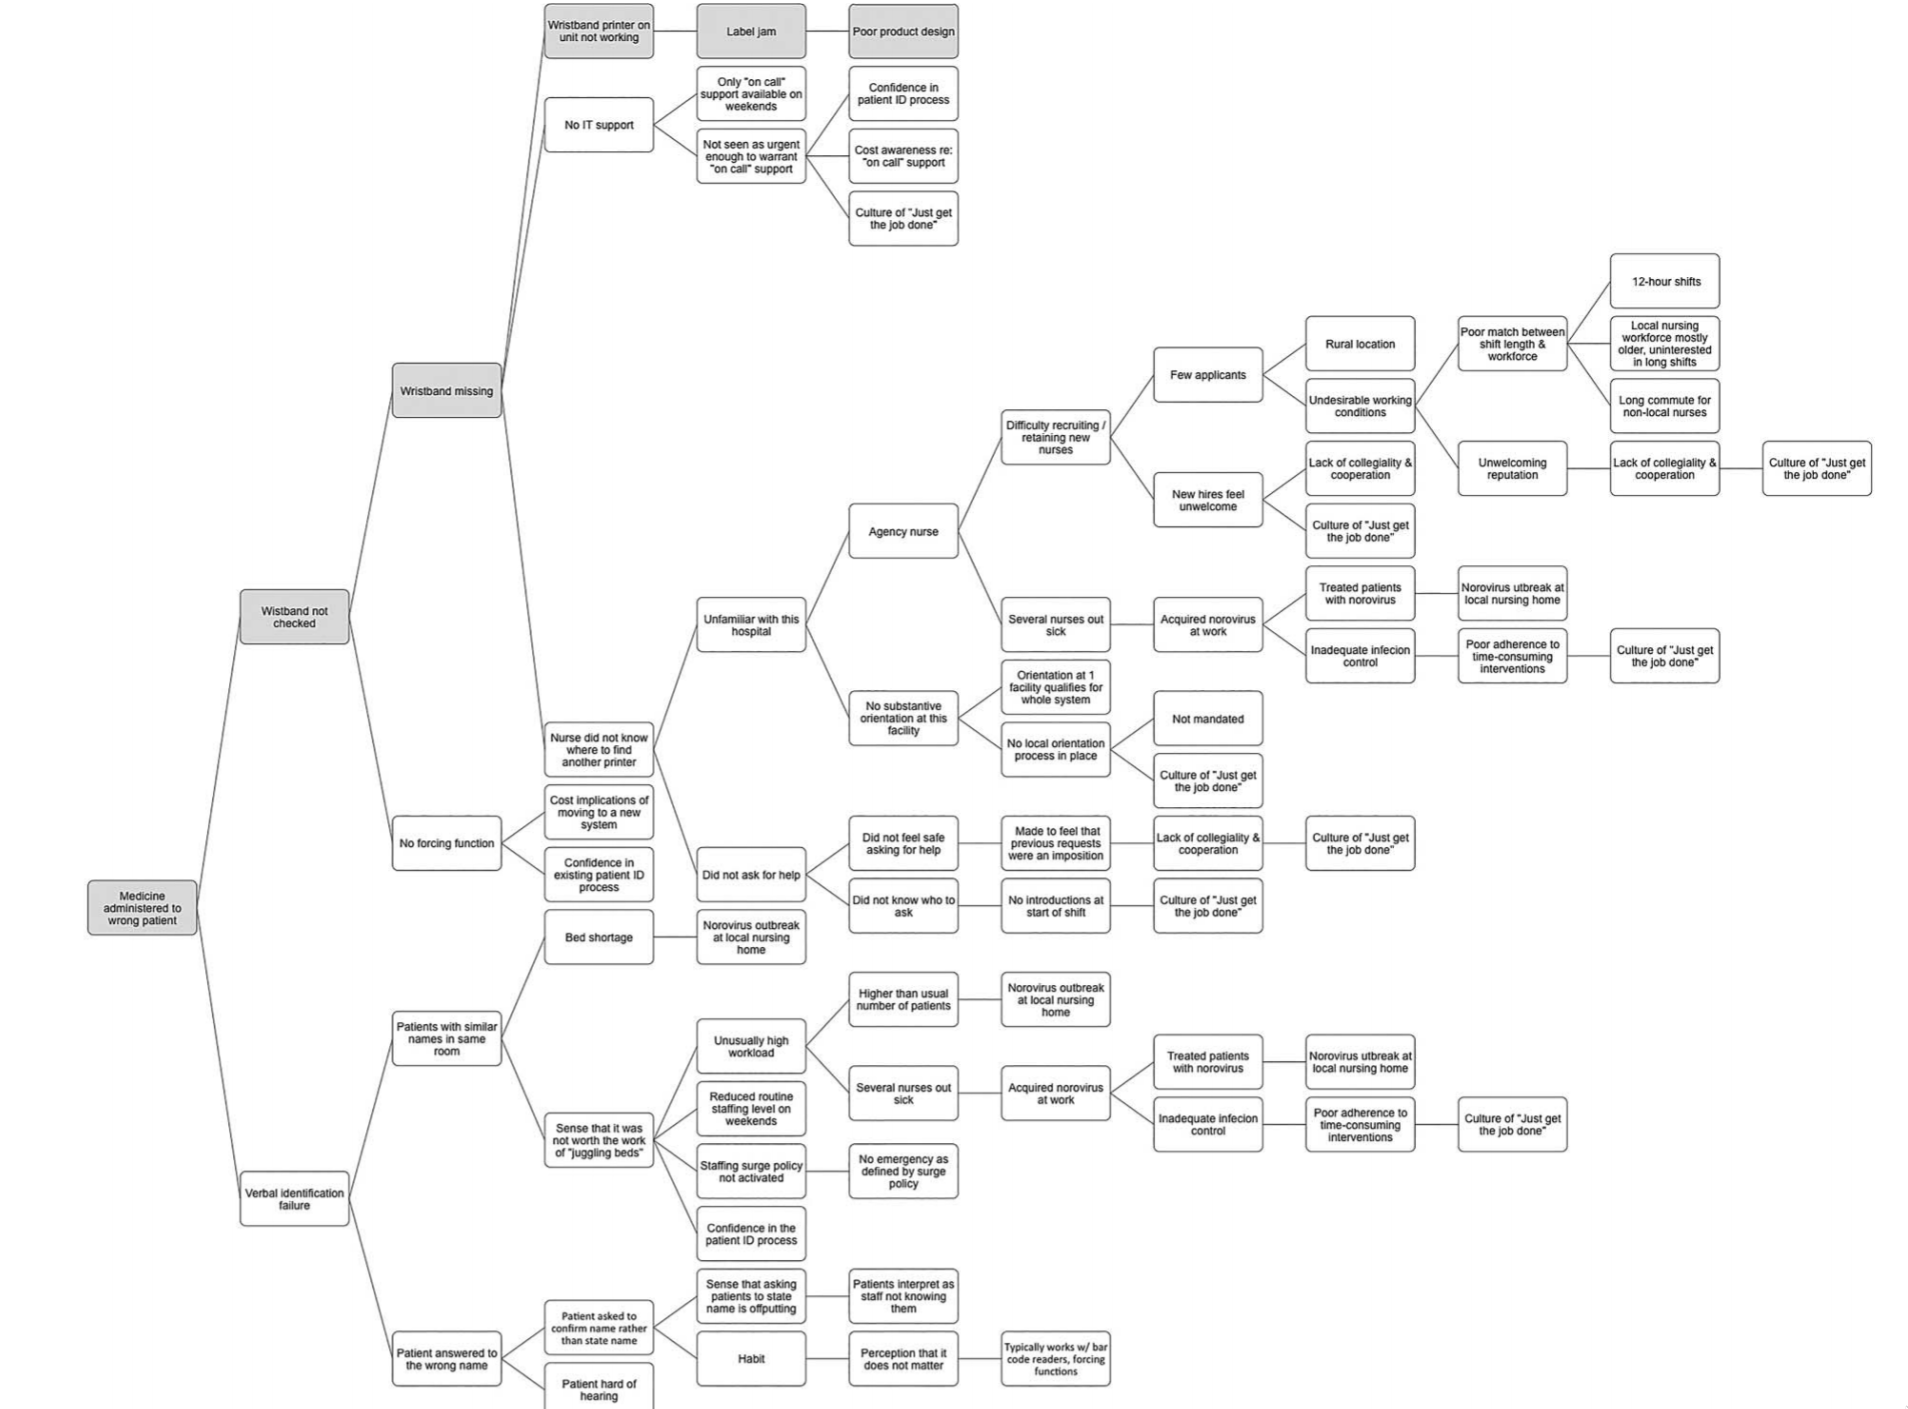 Wristband printer on
unit not working
Label jam
Poor product design
Only "on call"
support available on
weekends
Confidence in
patient ID process
No IT support
Not seen as urgent
enough to warrant
"on call" support
Cost awareness re:
"on call" support
Culture of "Just get
the job done"
12-hour shifts
Poor match between
shift length &
workforce
Local nursing
workforce mostly
older, uninterested
in long shifts
Rural location
Few applicants
Undesirable working
conditions
Long commute for
non-local nurses
Wristband missing
Difficulty recruiting /
retaining new
nurses
Lack of collegiality &
cooperation
Unwelcoming
reputation
Lack of collegiality &
cooperation
Culture of "Just get
the job done"
New hires feel
unwelcome
Culture of "Just get
the job done"
Agency nurse
Treated patients
with norovirus
Norovirus utbreak at
local nursing home
Wistband not
checked
Unfamiliar with this
hospital
Several nurses out
sick
Acquired norovirus
at work
Inadequate infecion
control
Poor adherence to
time-consuming
interventions
Culture of "Just get
the job done"
Orientation at 1
facility qualifies for
whole system
No substantive
orientation at this
facility
Not mandated
Nurse did not know
where to find
another printer
No local orientation
process in place
Culture of "Just get
the job done"
Cost implications of
moving to a new
system
No forcing function
Confidence in
existing patient ID
process
Did not ask for help
Did not feel safe
asking for help
Made to feel that
previous requests
were an imposition
Lack of collegiality &
cooperation
Culture of "Just get
the job done"
Did not know who to
ask
No introductions at
start of shift
Culture of "Just get
the job done"
Medicine
administered to
wrong patient
Bed shortage
Norovirus outbreak
at local nursing
home
Higher than usual
number of patients
Norovirus outbreak
at local nursing
home
Patients with similar
names in same
room
Unusually high
workload
Treated patients
with norovirus
Norovirus utbreak at
local nursing home
Several nurses out
sick
Acquired norovirus
at work
Inadequate infecion
control
Poor adherence to
time-consuming
interventions
Culture of "Just get
the job done"
Reduced routine
staffing level on
weekends
Sense that it was
not worth the work
of "juggling beds"
Staffing surge policy
not activated
No emergency as
defined by surge
policy
Verbal identification
failure
Confidence in the
patient ID process
Sense that asking
patients to state
name is offputting
Patients interpret as
staff not knowing
them
Patient asked to
confirm name rather
than state name
Patient answered to
the wrong name
Habit
Perception that it
does not matter
Typically works w/ bar
code readers, forcing
functions
Patient hard of
hearing